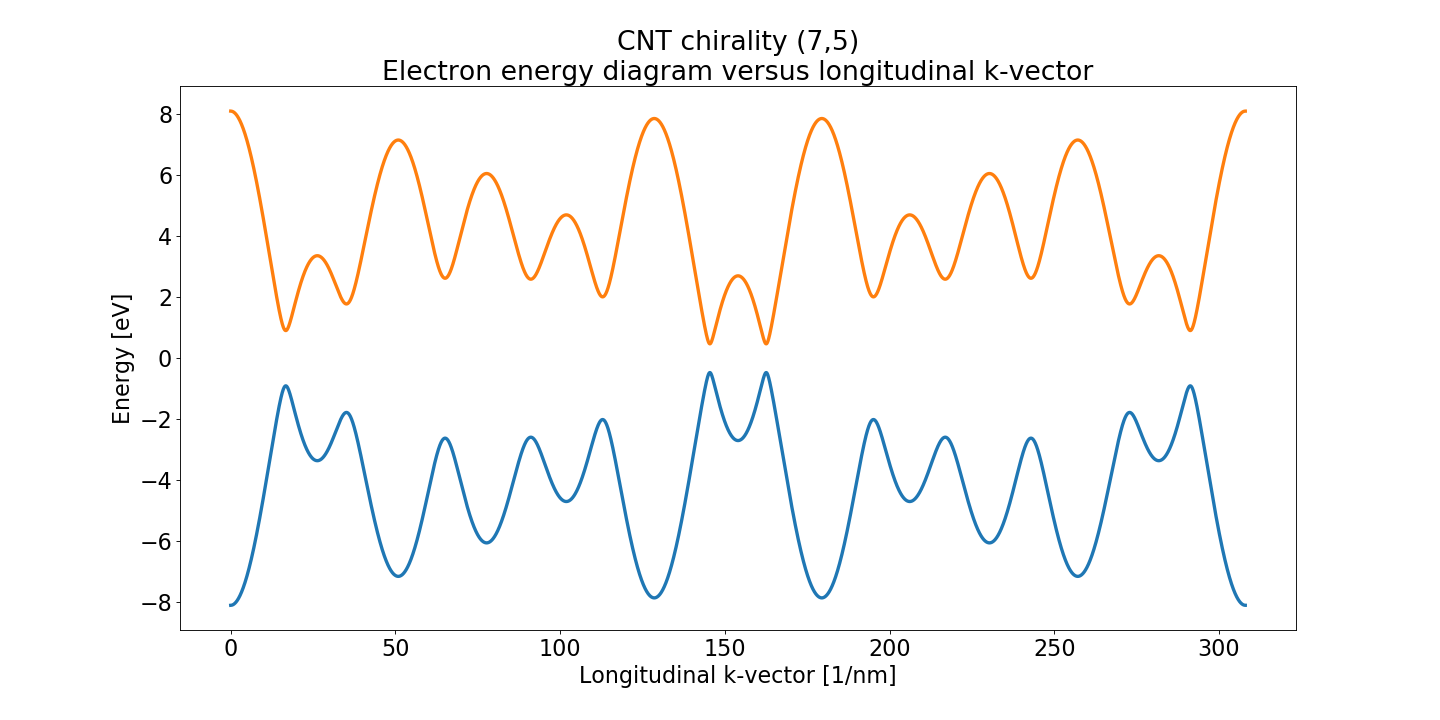 CNT chirality (7,5)
Electron energy diagram versus longitudinal k-vector
8
6
4
2
0
−2
−4
−6
−8
Energy [eV]
0 50 100 150 200 250 300
Longitudinal k-vector [1/nm]